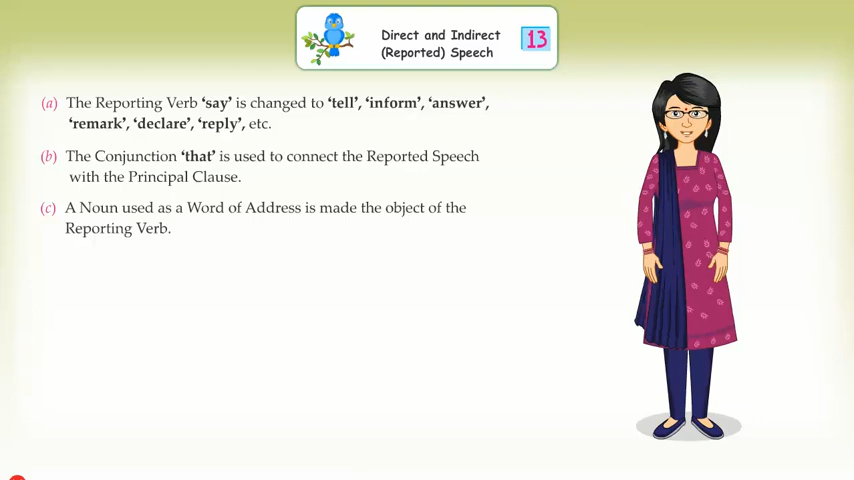 Direct and Indirect
(Reported) Speech
13
(a) The Reporting Verb ‘say’ is changed to ‘tell’, ‘inform’, ‘answer’,
‘remark’, ‘declare’, ‘reply’, etc.
(b) The Conjunction ‘that’ is used to connect the Reported Speech
with the Principal Clause.
(c) A Noun used as a Word of Address is made the object of the
Reporting Verb.